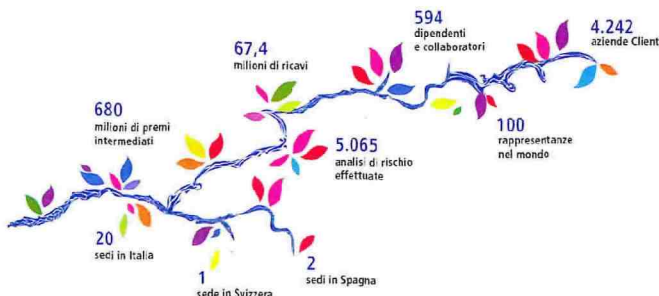 594
dipendenti
e collaboratori
4.242
aziende Client
67,4
milioni di ricavi
680
milioni di premi
intermediati
5.065
analisi di rischio
effettuate
100
rappresentanze
nel mondo
20
sedi in Italia
1
sede in Svizzera
2
sedi in Spagna